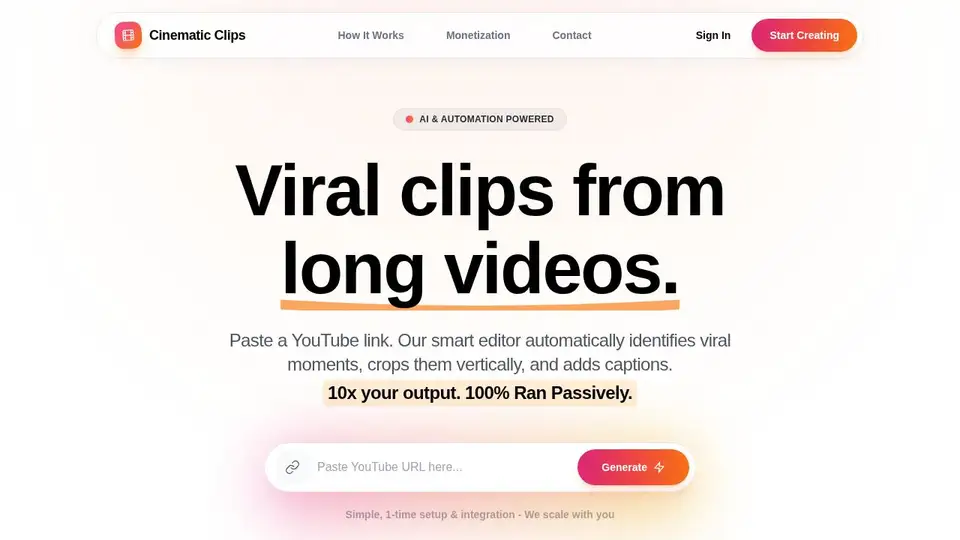 Cinematic Clips
How It Works
Monetization
Contact
Sign In
Start Creating
AI & AUTOMATION POWERED
Viral clips from
long videos.
Paste a YouTube link. Our smart editor automatically identifies viral
moments, crops them vertically, and adds captions.
10x your output. 100% Ran Passively.
Paste YouTube URL here...
Generate
Simple, 1-time setup & integration - We scale with you